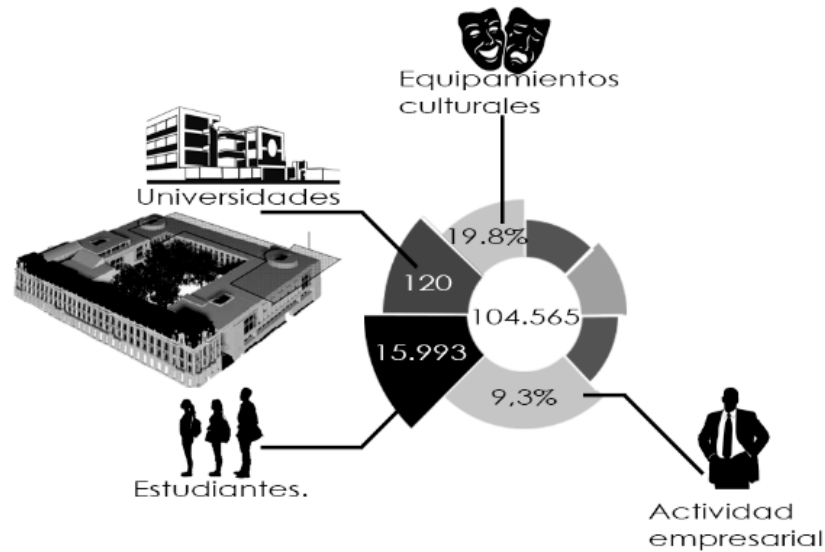 Equipamientos
culturales
Universidades
19.8%
120
104.565
15.993
9,3%
Estudiantes.
Actividad
empresarial